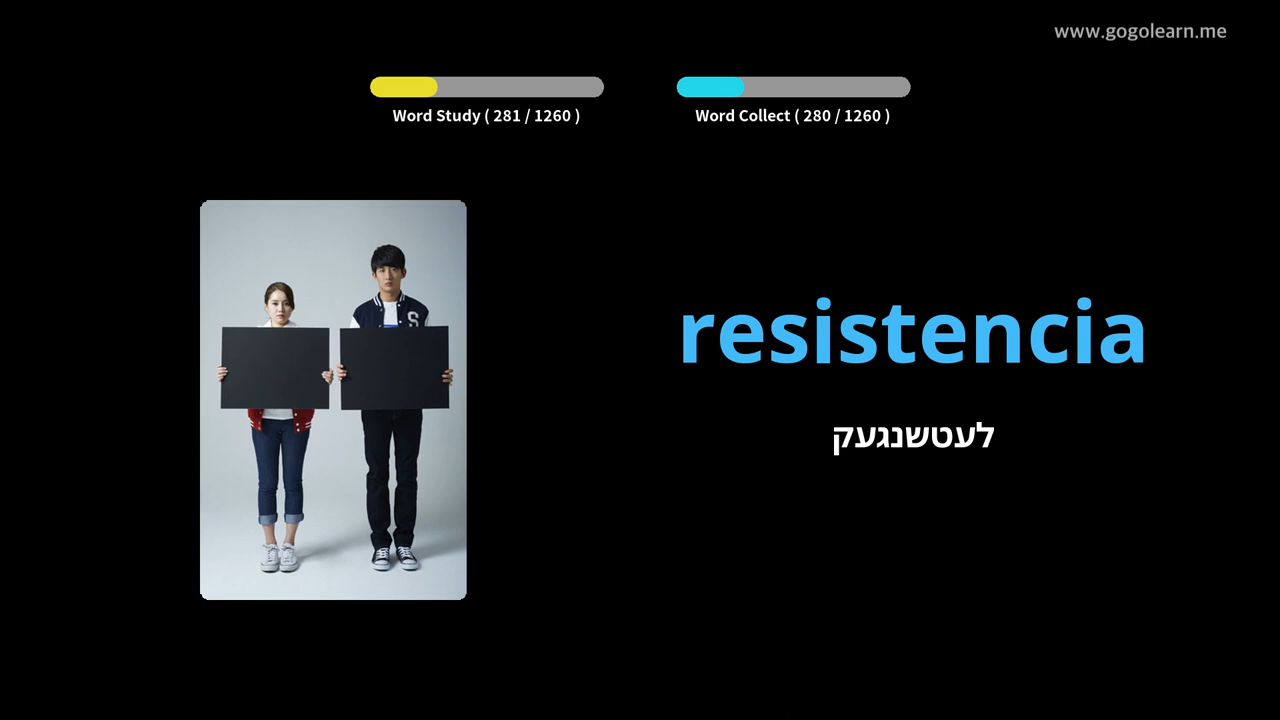 www.gogolearn.me
Word Study ( 281 / 1260 )
Word Collect ( 280 / 1260 )
S
resistencia
לעטשנגעק